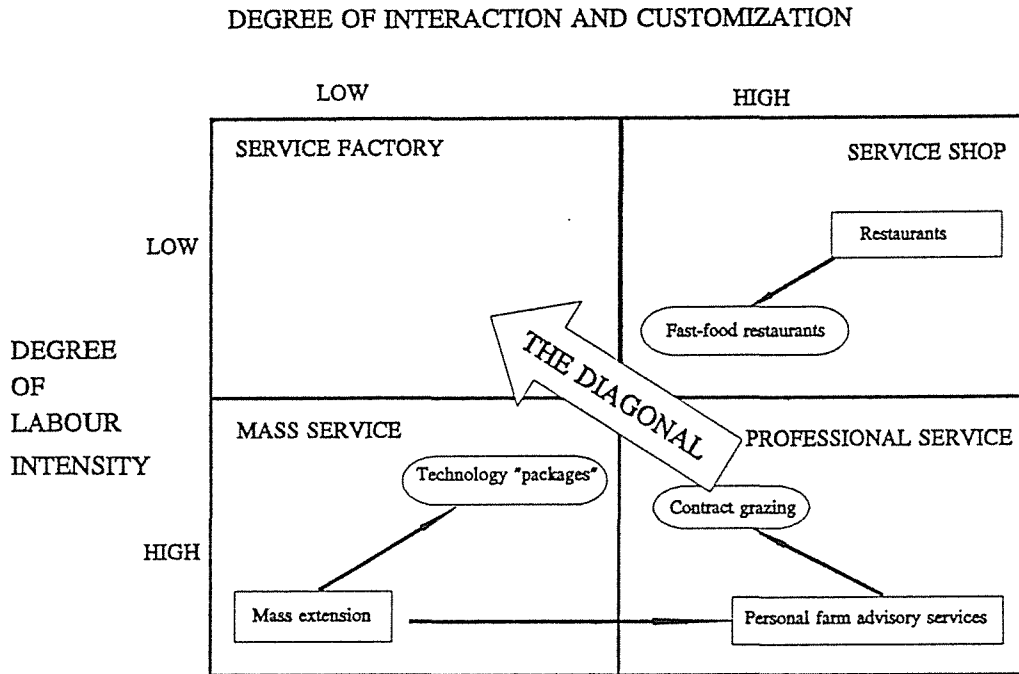 DEGREE OF INTERACTION AND CUSTOMIZATION
LOW
HIGH
SERVICE FACTORY
SERVICE SHOP
LOW
Restaurants
Fast-food restaurants
THE DIAGONAL
DEGREE
OF
LABOUR
INTENSITY
MASS SERVICE
PROFESSIONAL SERVICE
Technology "packages"
Contract grazing
HIGH
Mass extension
Personal farm advisory services